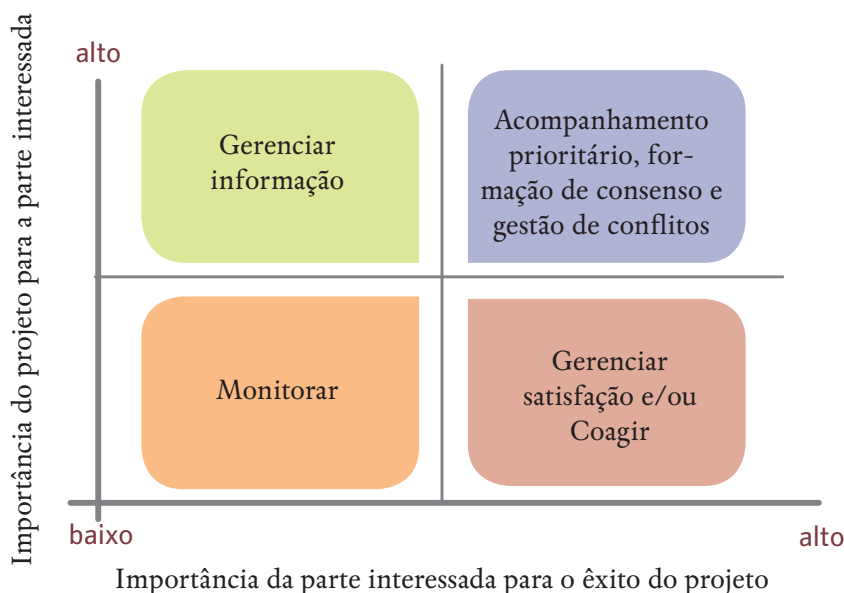 Importância do projeto para a parte interessada
alto
Gerenciar
informação
Acompanhamento
prioritário, for-
mação de consenso e
gestão de conflitos
Monitorar
Gerenciar
satisfação e/ou
Coagir
baixo
alto
Importância da parte interessada para o êxito do projeto